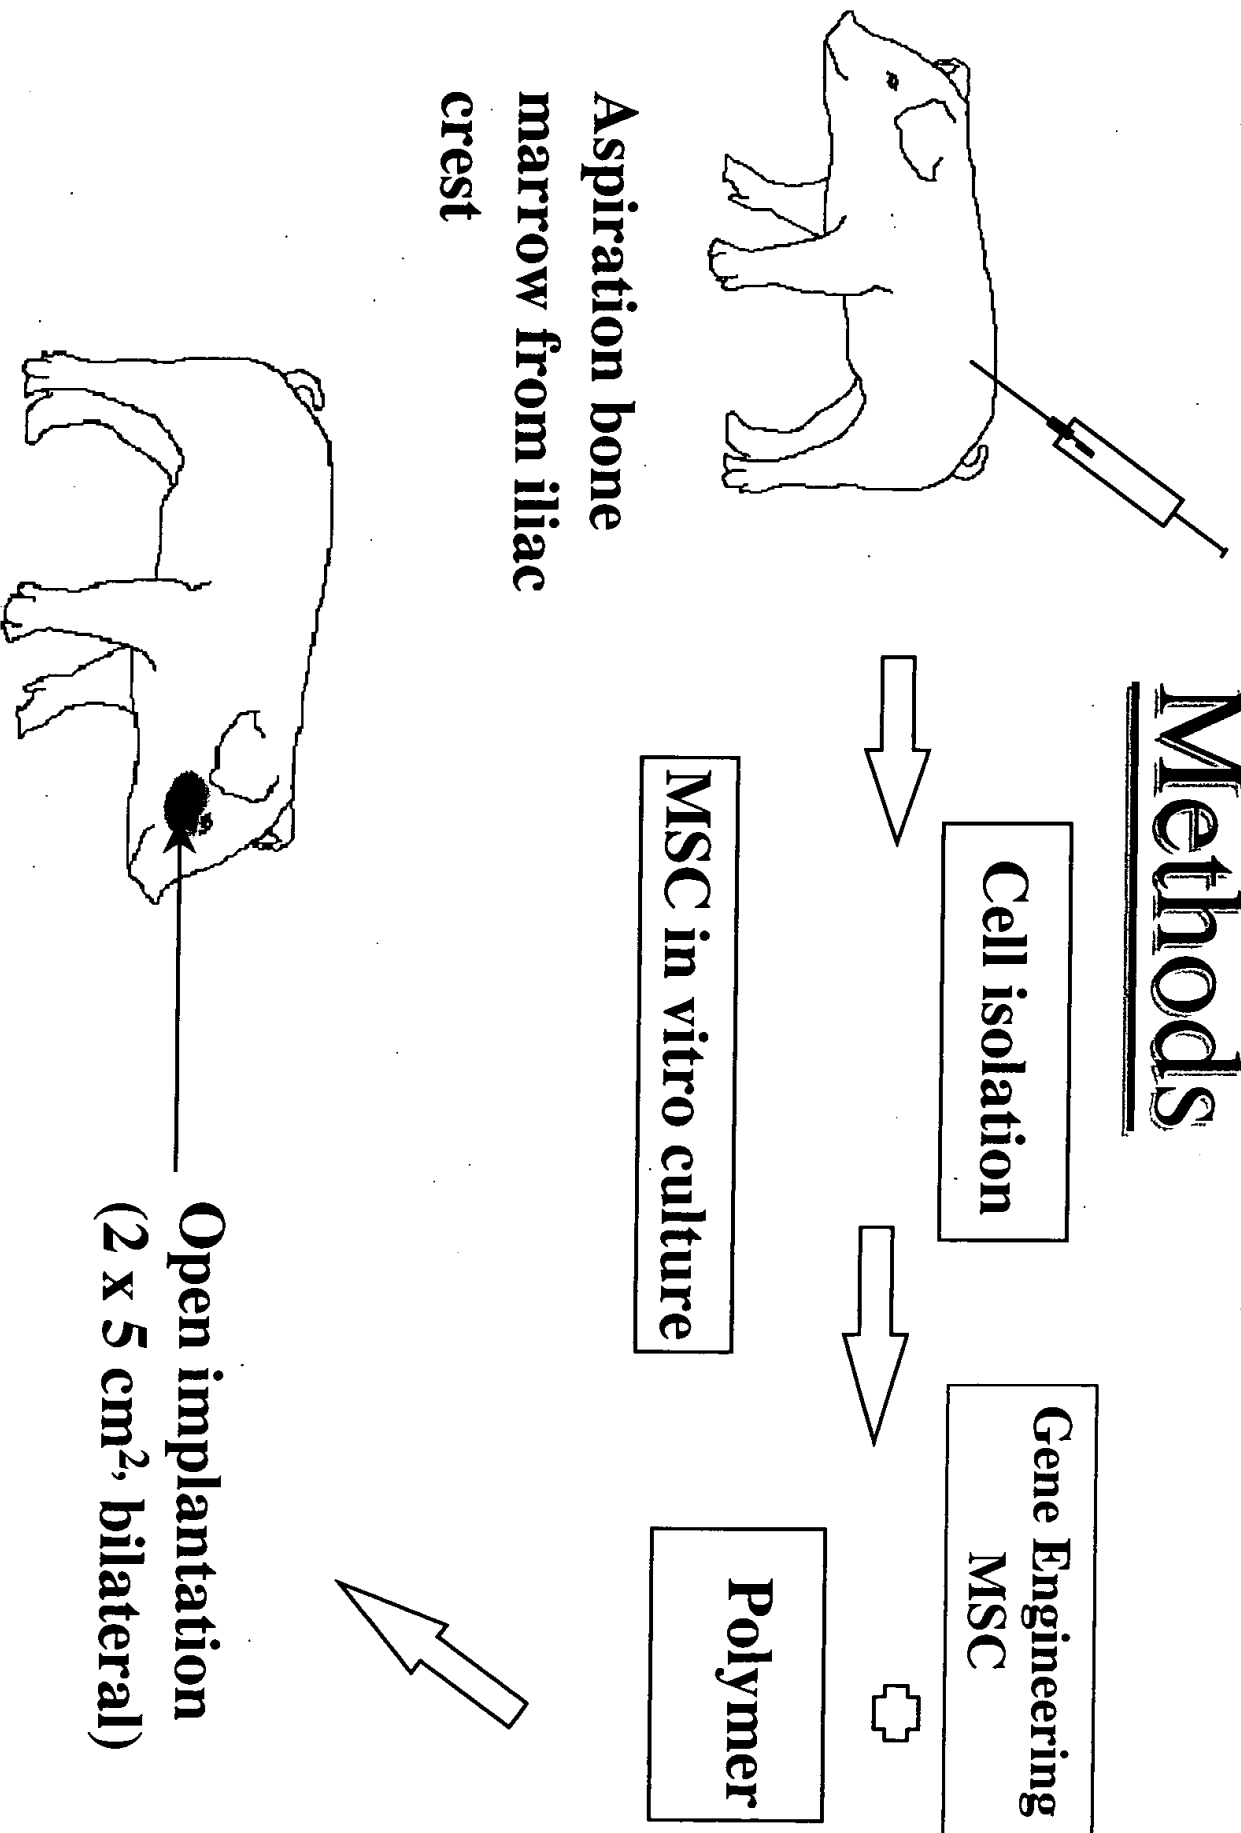 Methods
Aspiration bone
marrow from iliac
crest
Cell isolation
MSC in vitro culture
Gene Engineering
MSC
Polymer
Open implantation
(2 x 5 cm², bilateral)